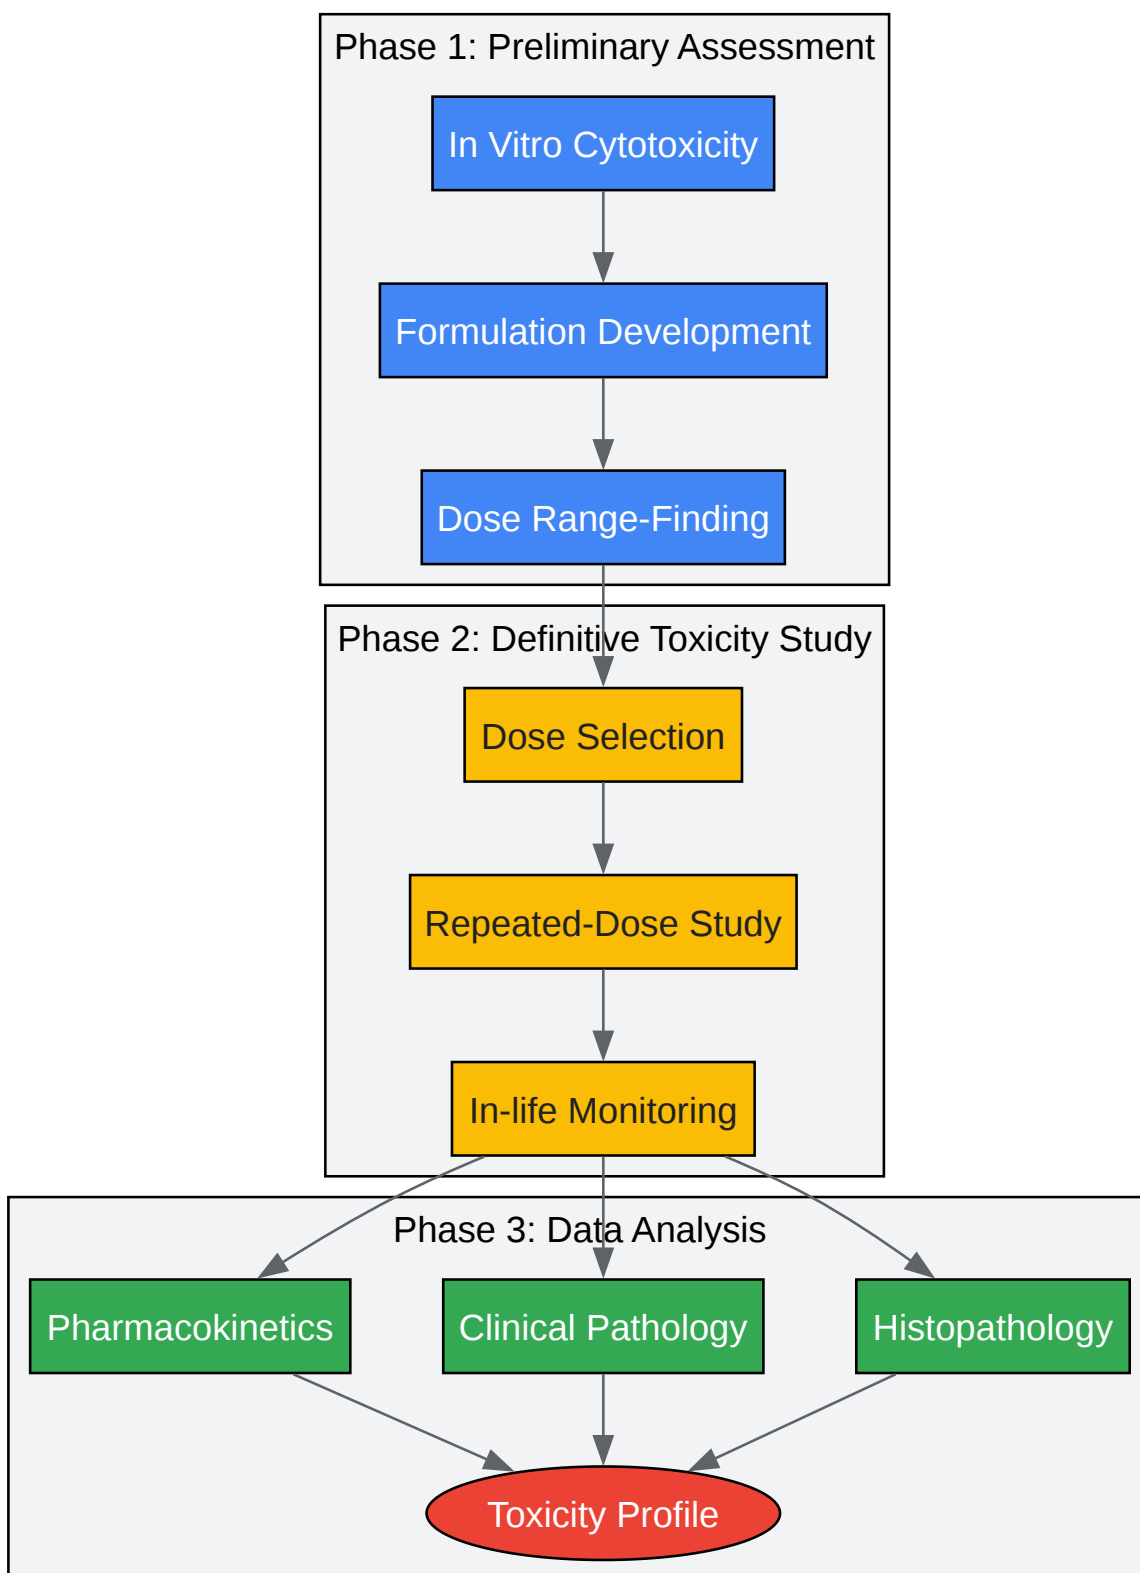 Phase 1: Preliminary Assessment
In Vitro Cytotoxicity
Formulation Development
Dose Range-Finding
Phase 2: Definitive Toxicity Study
Dose Selection
Repeated-Dose Study
In-life Monitoring
Phase 3: Data Analysis
Pharmacokinetics
Clinical Pathology
Histopathology
Toxicity Profile